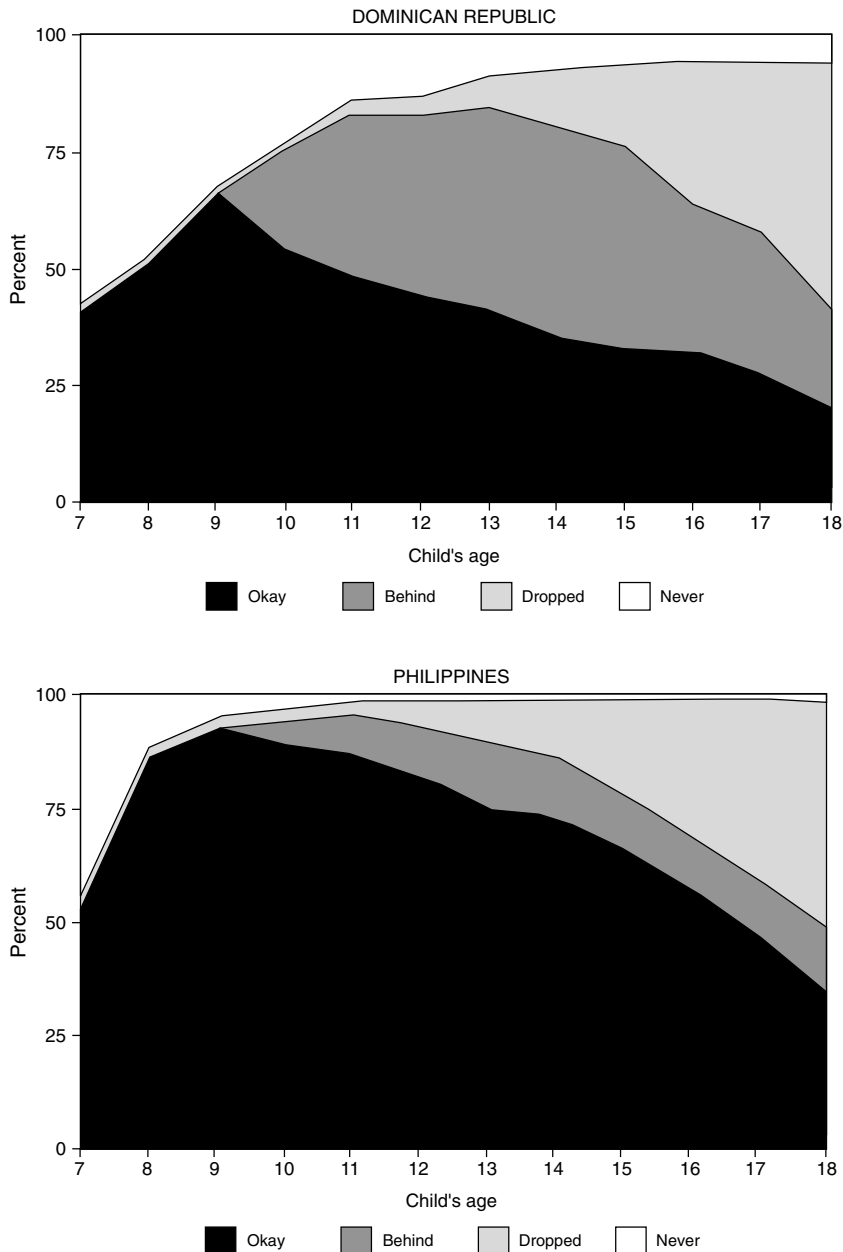 DOMINICAN REPUBLIC
100
75
50
25
0
Percent
7 8 9 10 11 12 13 14 15 16 17 18
Child's age
Okay Behind Dropped Never
PHILIPPINES
100
75
50
25
0
Percent
7 8 9 10 11 12 13 14 15 16 17 18
Child's age
Okay Behind Dropped Never